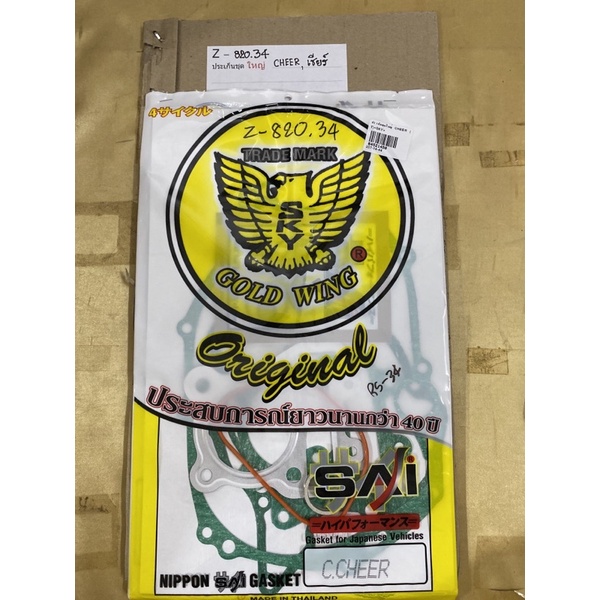 Z - 820.34
ประเก็นชุด ใหญ่ CHEER, เชียร์
4サイクル
Z-820.34
TRADE MARK
SKY
®
GOLD WING
Original
RS-34
ประสบการณ์ยาวนานกว่า 40 ปี
SAi
=ハイパフォーマンス=
Gasket for Japanese Vehicles
NIPPON SAi GASKET
C.CHEER
MADE IN THAILAND